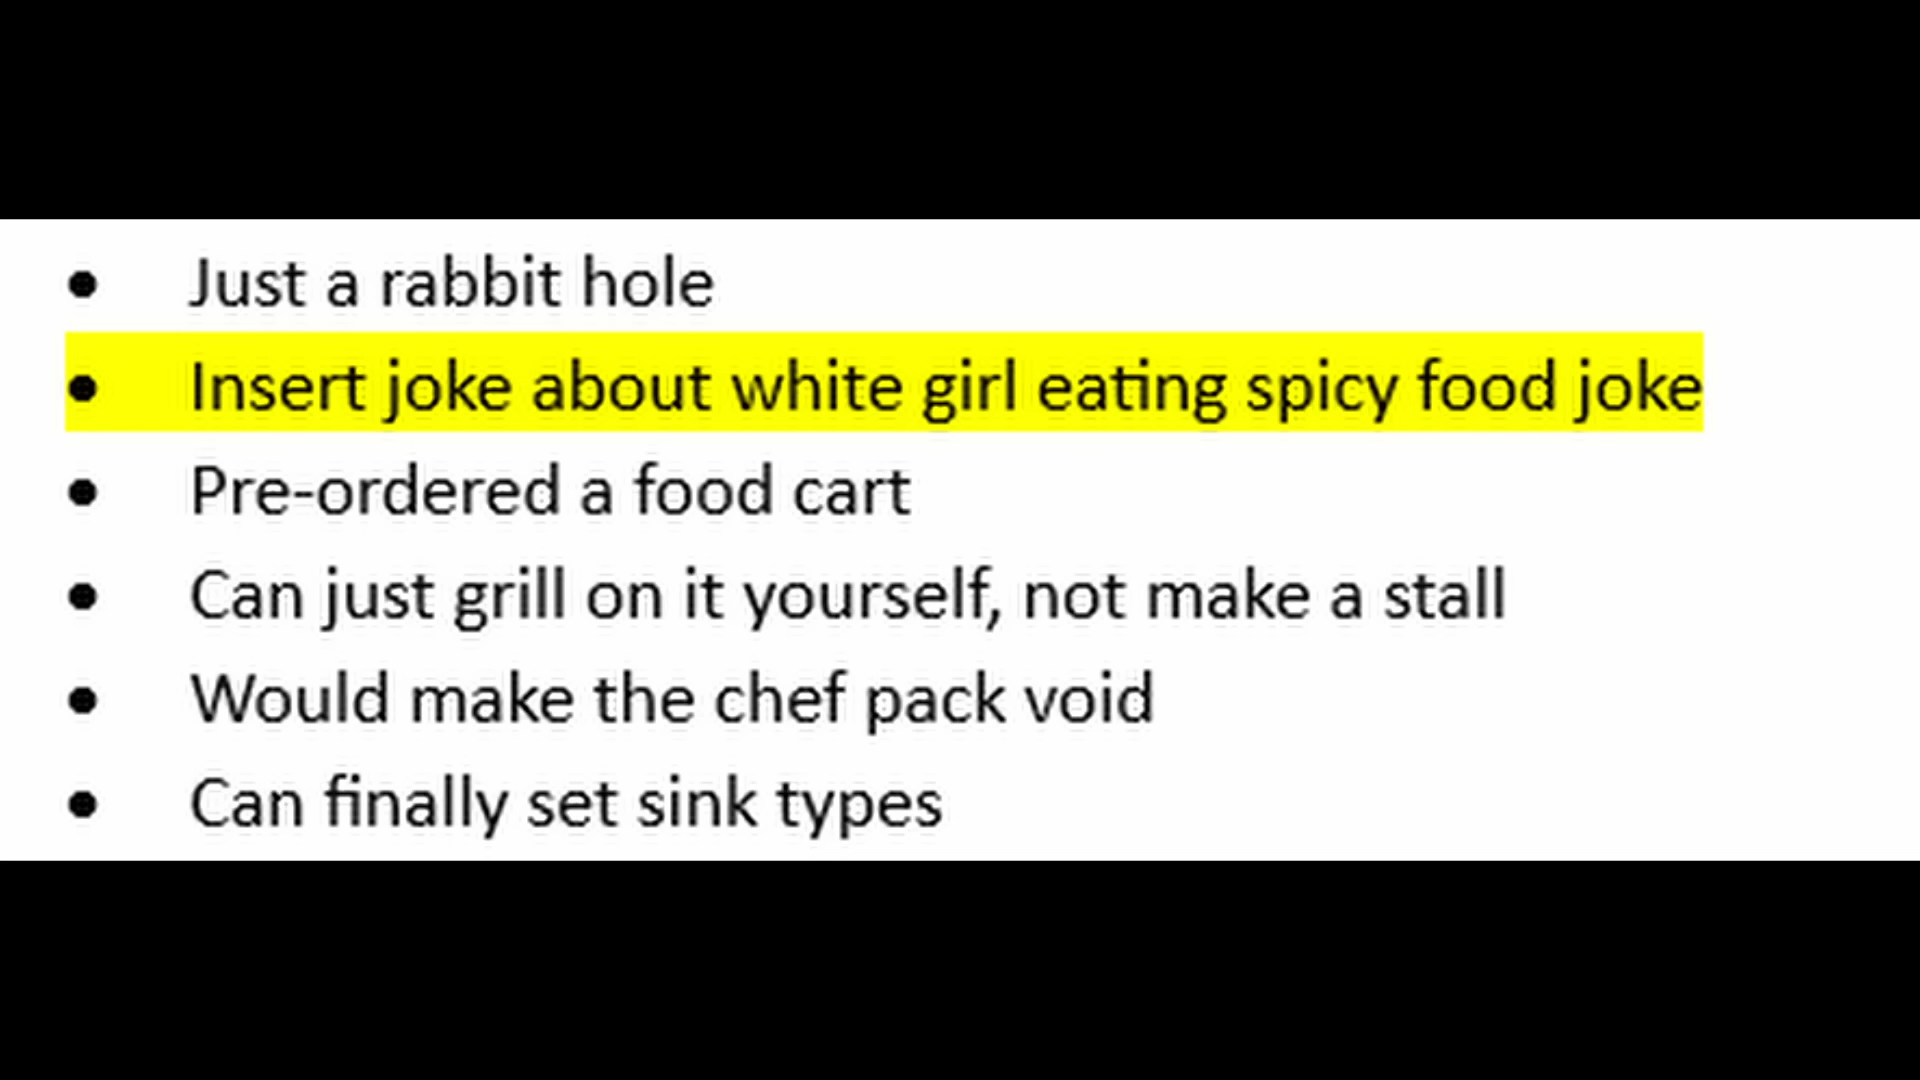 • Just a rabbit hole
• Insert joke about white girl eating spicy food joke
• Pre-ordered a food cart
• Can just grill on it yourself, not make a stall
• Would make the chef pack void
• Can finally set sink types